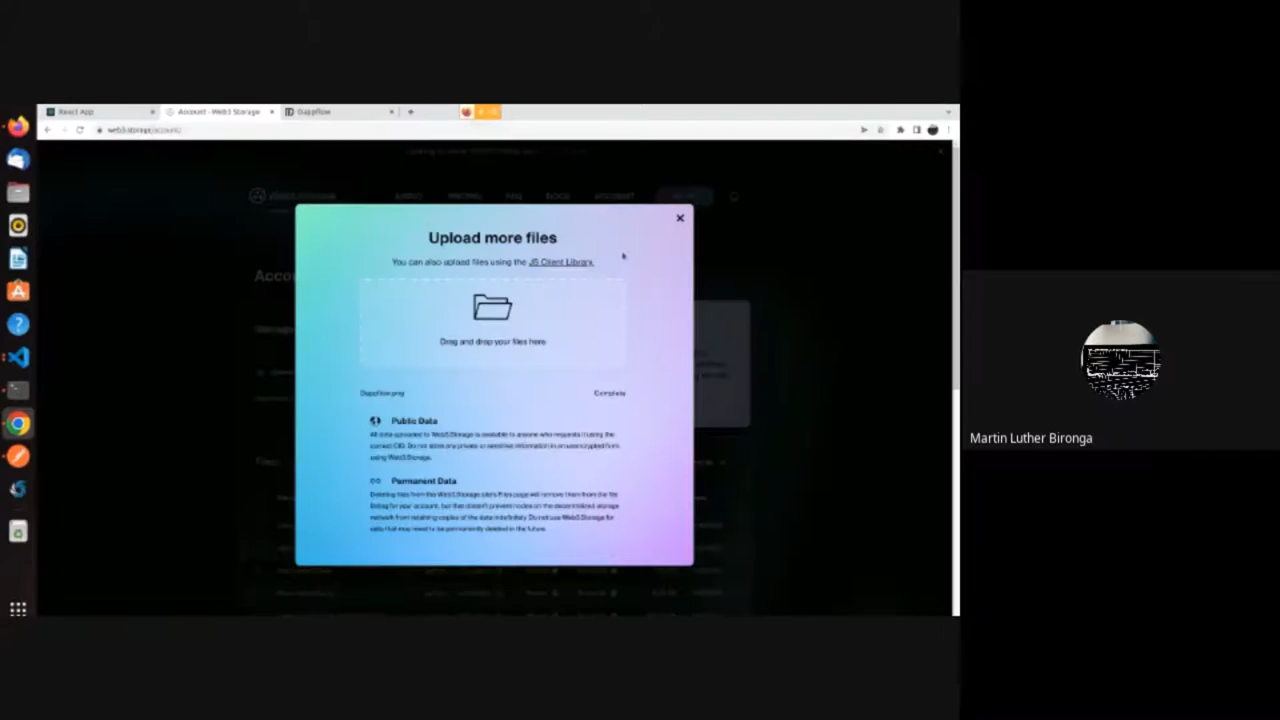 React App
Account - Web3 Storage
Dappflow
web3.storage/account/
ACCOUNT
Upload more files
You can also upload files using the JS Client Library.
Drag and drop your files here
Dappflow.png
Complete
Public Data
All data uploaded to Web3.Storage is available to anyone who requests it using the
correct CID. Do not store any private or sensitive information in an unencrypted form
using Web3.Storage.
Permanent Data
Deleting files from the Web3.Storage site's Files page will remove them from the file
listing for your account, but that doesn't prevent nodes on the decentralized storage
network from retaining copies of the data indefinitely. Do not use Web3.Storage for
data that may need to be permanently deleted in the future.
Martin Luther Bironga